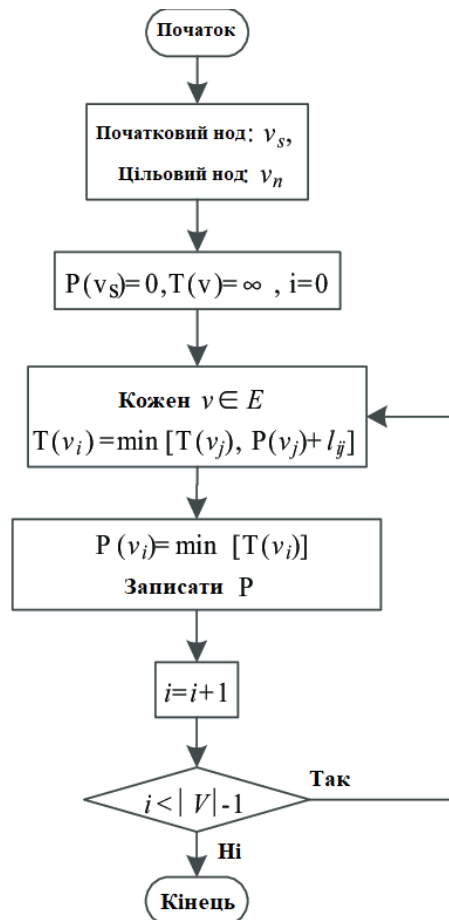 Початок
Початковий нод: vₛ,
Цільовий нод: vₙ
P(vₛ)=0,T(v)=∞ , i=0
Кожен v∈E
T(vᵢ)=min [T(vⱼ), P(vⱼ)+lᵢⱼ]
P(vᵢ)=min [T(vᵢ)]
Записати P
i=i+1
i<|V|-1
Так
Ні
Кінець